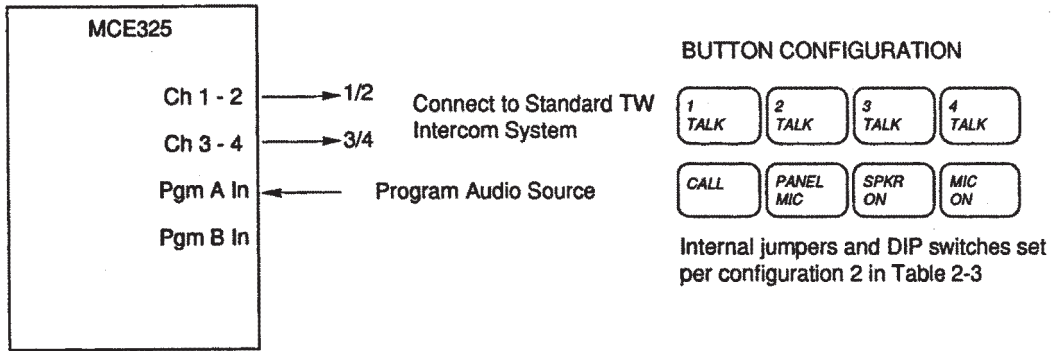 MCE325
Ch 1 - 2
1/2
Ch 3 - 4
3/4
Connect to Standard TW
Intercom System
Pgm A In
Program Audio Source
Pgm B In
BUTTON CONFIGURATION
1
TALK
2
TALK
3
TALK
4
TALK
CALL
PANEL
MIC
SPKR
ON
MIC
ON
Internal jumpers and DIP switches set
per configuration 2 in Table 2-3